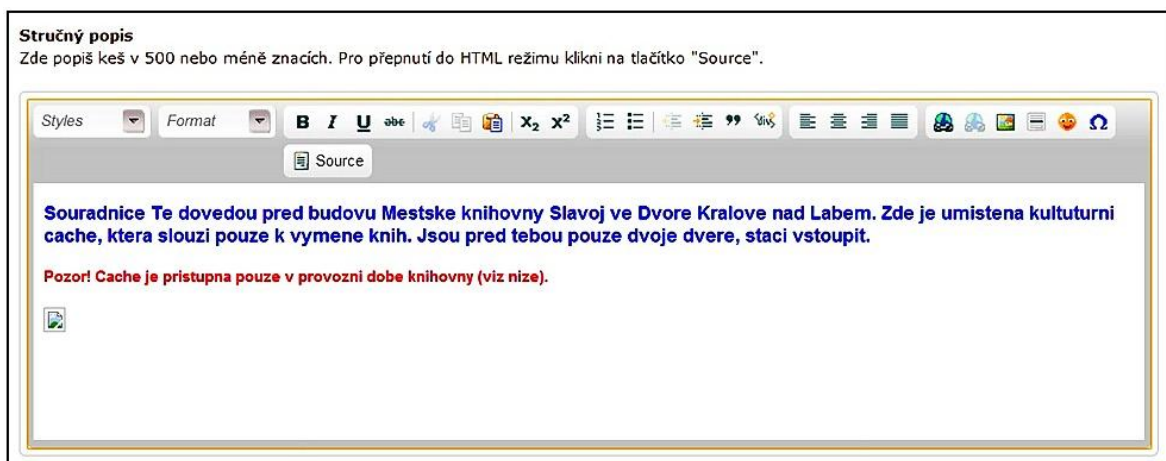 Stručný popis
Zde popiš keš v 500 nebo méně znacích. Pro přepnutí do HTML režimu klikni na tlačítko "Source".
Styles Format B I U abc X₂ X² Ω
Source
Souradnice Te dovedou pred budovu Mestske knihovny Slavoj ve Dvore Kralove nad Labem. Zde je umistena kultuturni
cache, ktera slouzi pouze k vymene knih. Jsou pred tebou pouze dvoje dvere, staci vstoupit.
Pozor! Cache je pristupna pouze v provozni dobe knihovny (viz nize).